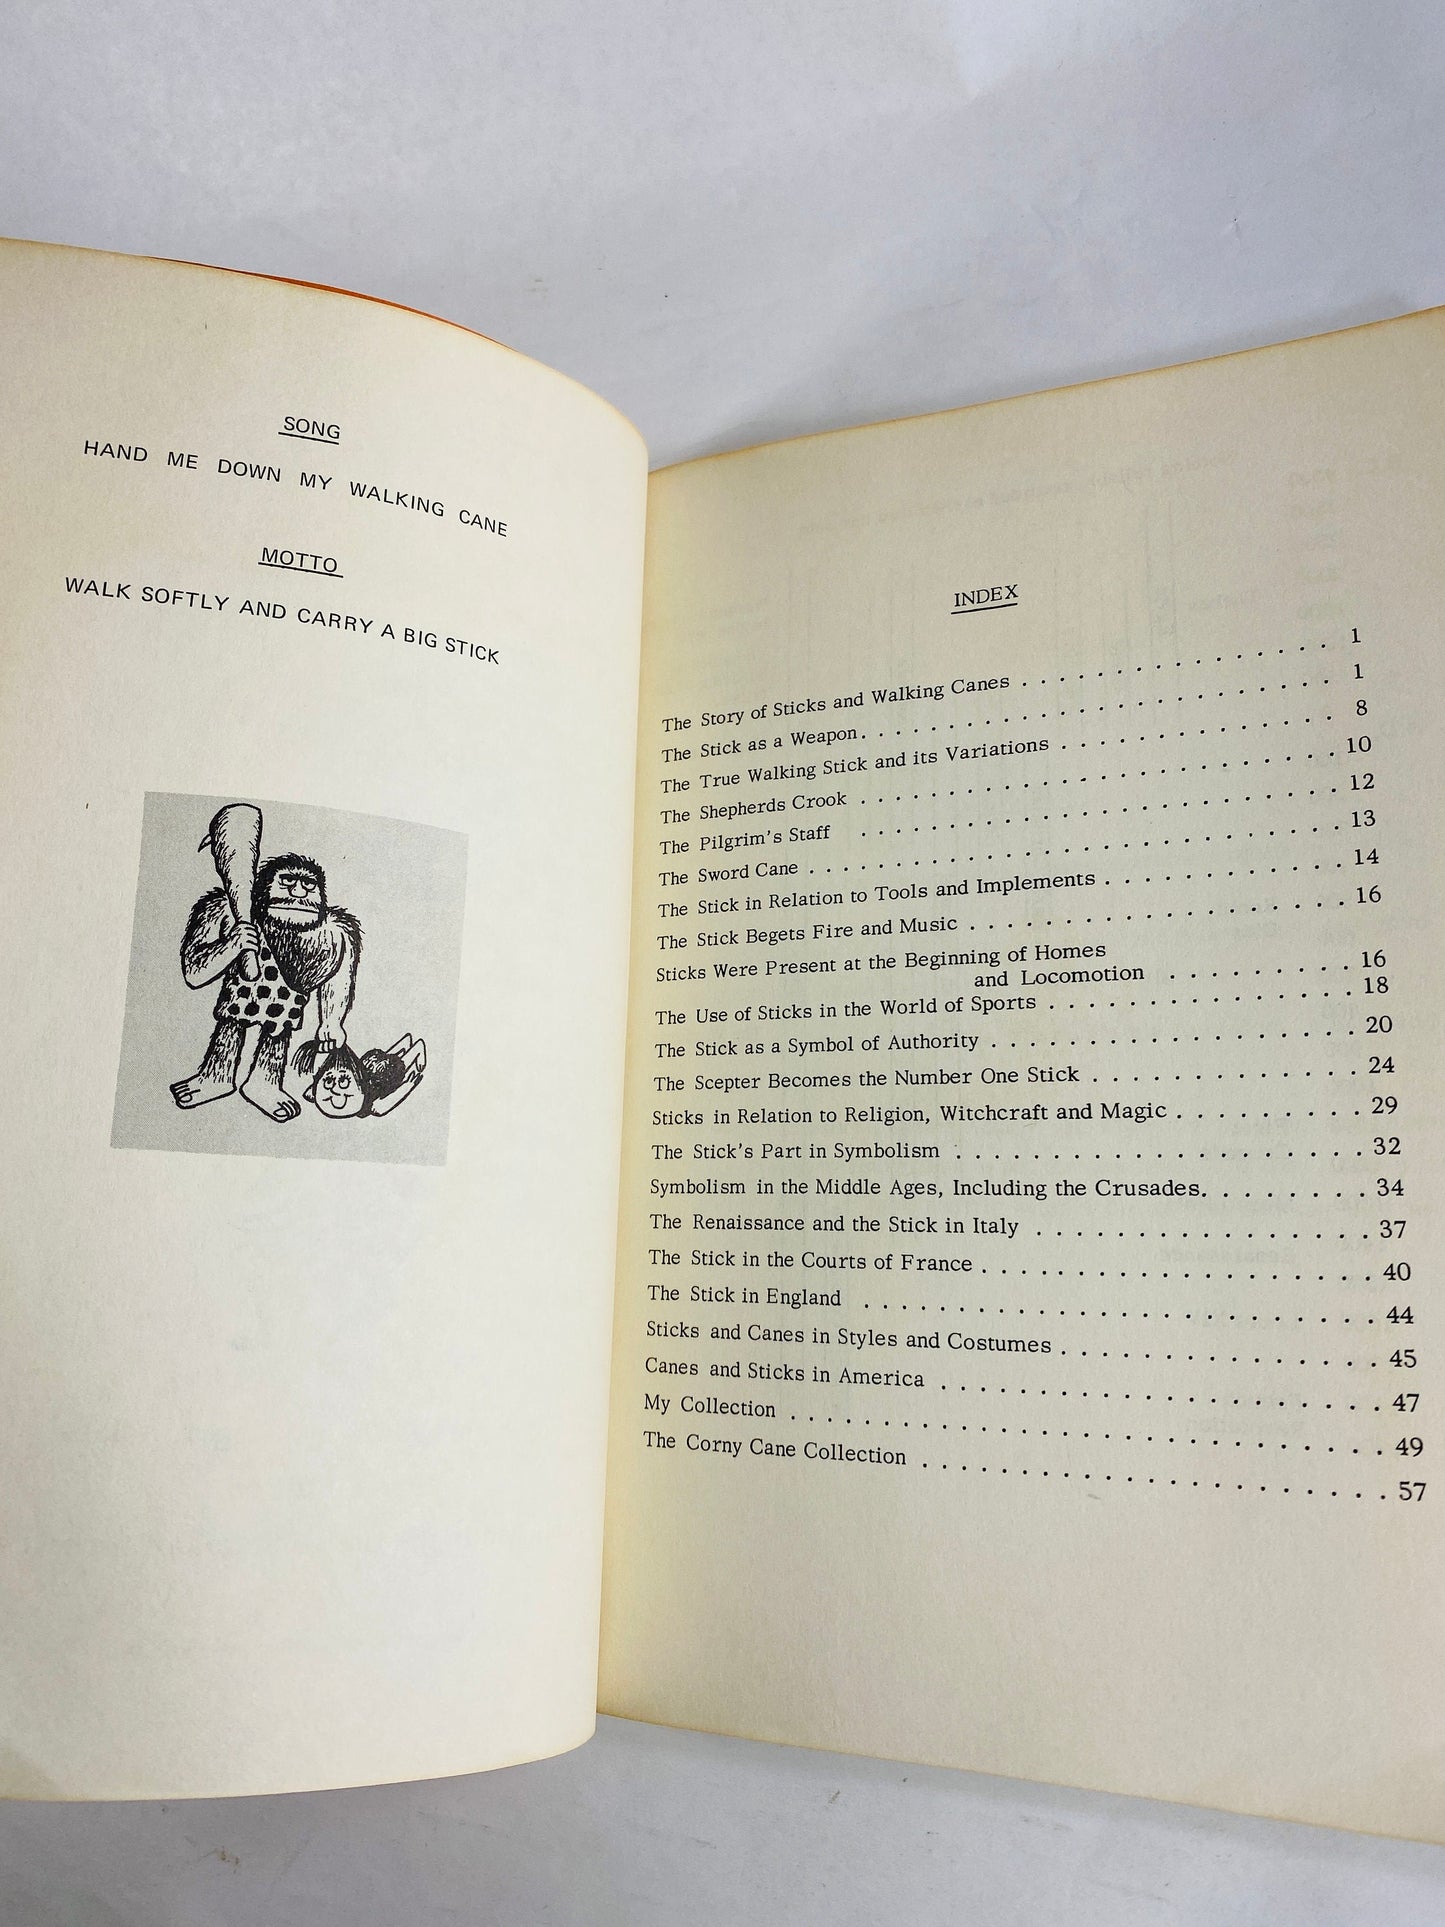 SONG
HAND ME DOWN MY WALKING CANE
MOTTO
WALK SOFTLY AND CARRY A BIG STICK
INDEX
The Story of Sticks and Walking Canes . . . . . . . . . . . . . . . . 1
The Stick as a Weapon. . . . . . . . . . . . . . . . . . . . . . . . . 1
The True Walking Stick and its Variations . . . . . . . . . . . . . . 8
The Shepherds Crook . . . . . . . . . . . . . . . . . . . . . . . . . 10
The Pilgrim's Staff . . . . . . . . . . . . . . . . . . . . . . . . . 12
The Sword Cane . . . . . . . . . . . . . . . . . . . . . . . . . . . 13
The Stick in Relation to Tools and Implements . . . . . . . . . . . . 14
The Stick Begets Fire and Music . . . . . . . . . . . . . . . . . . . 16
Sticks Were Present at the Beginning of Homes
and Locomotion . . . . . . . . . . 16
The Use of Sticks in the World of Sports . . . . . . . . . . . . . . . 18
The Stick as a Symbol of Authority . . . . . . . . . . . . . . . . . . 20
The Scepter Becomes the Number One Stick . . . . . . . . . . . . . 24
Sticks in Relation to Religion, Witchcraft and Magic . . . . . . . . . 29
The Stick's Part in Symbolism . . . . . . . . . . . . . . . . . . . . 32
Symbolism in the Middle Ages, Including the Crusades. . . . . . . . 34
The Renaissance and the Stick in Italy . . . . . . . . . . . . . . . . 37
The Stick in the Courts of France . . . . . . . . . . . . . . . . . . . 40
The Stick in England . . . . . . . . . . . . . . . . . . . . . . . . . 44
Sticks and Canes in Styles and Costumes . . . . . . . . . . . . . . . 45
Canes and Sticks in America . . . . . . . . . . . . . . . . . . . . . 47
My Collection . . . . . . . . . . . . . . . . . . . . . . . . . . . . 49
The Corny Cane Collection . . . . . . . . . . . . . . . . . . . . . . 57